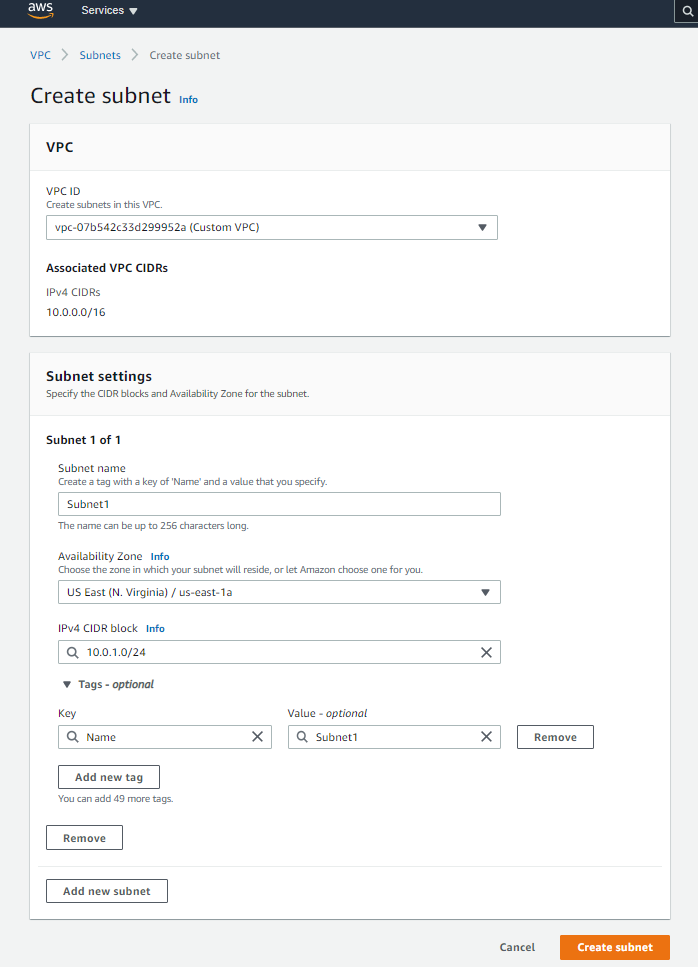 aws Services
VPC Subnets Create subnet
Create subnet Info
VPC
VPC ID
Create subnets in this VPC.
vpc-07b542c33d299952a (Custom VPC)
Associated VPC CIDRs
IPv4 CIDRs
10.0.0.0/16
Subnet settings
Specify the CIDR blocks and Availability Zone for the subnet.
Subnet 1 of 1
Subnet name
Create a tag with a key of 'Name' and a value that you specify.
Subnet1
The name can be up to 256 characters long.
Availability Zone Info
Choose the zone in which your subnet will reside, or let Amazon choose one for you.
US East (N. Virginia) / us-east-1a
IPv4 CIDR block Info
10.0.1.0/24
Tags - optional
Key Value - optional
Name Subnet1 Remove
Add new tag
You can add 49 more tags.
Remove
Add new subnet
Cancel Create subnet